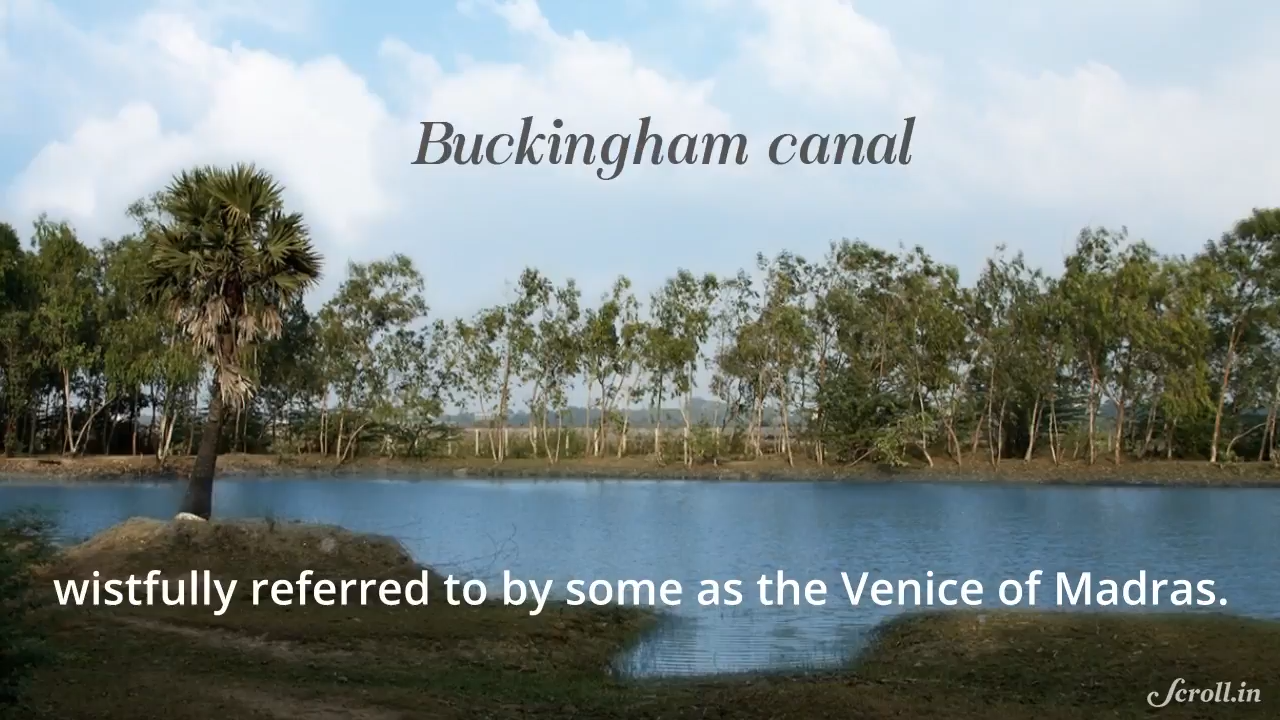 Buckingham canal
wistfully referred to by some as the Venice of Madras.
Scroll.in